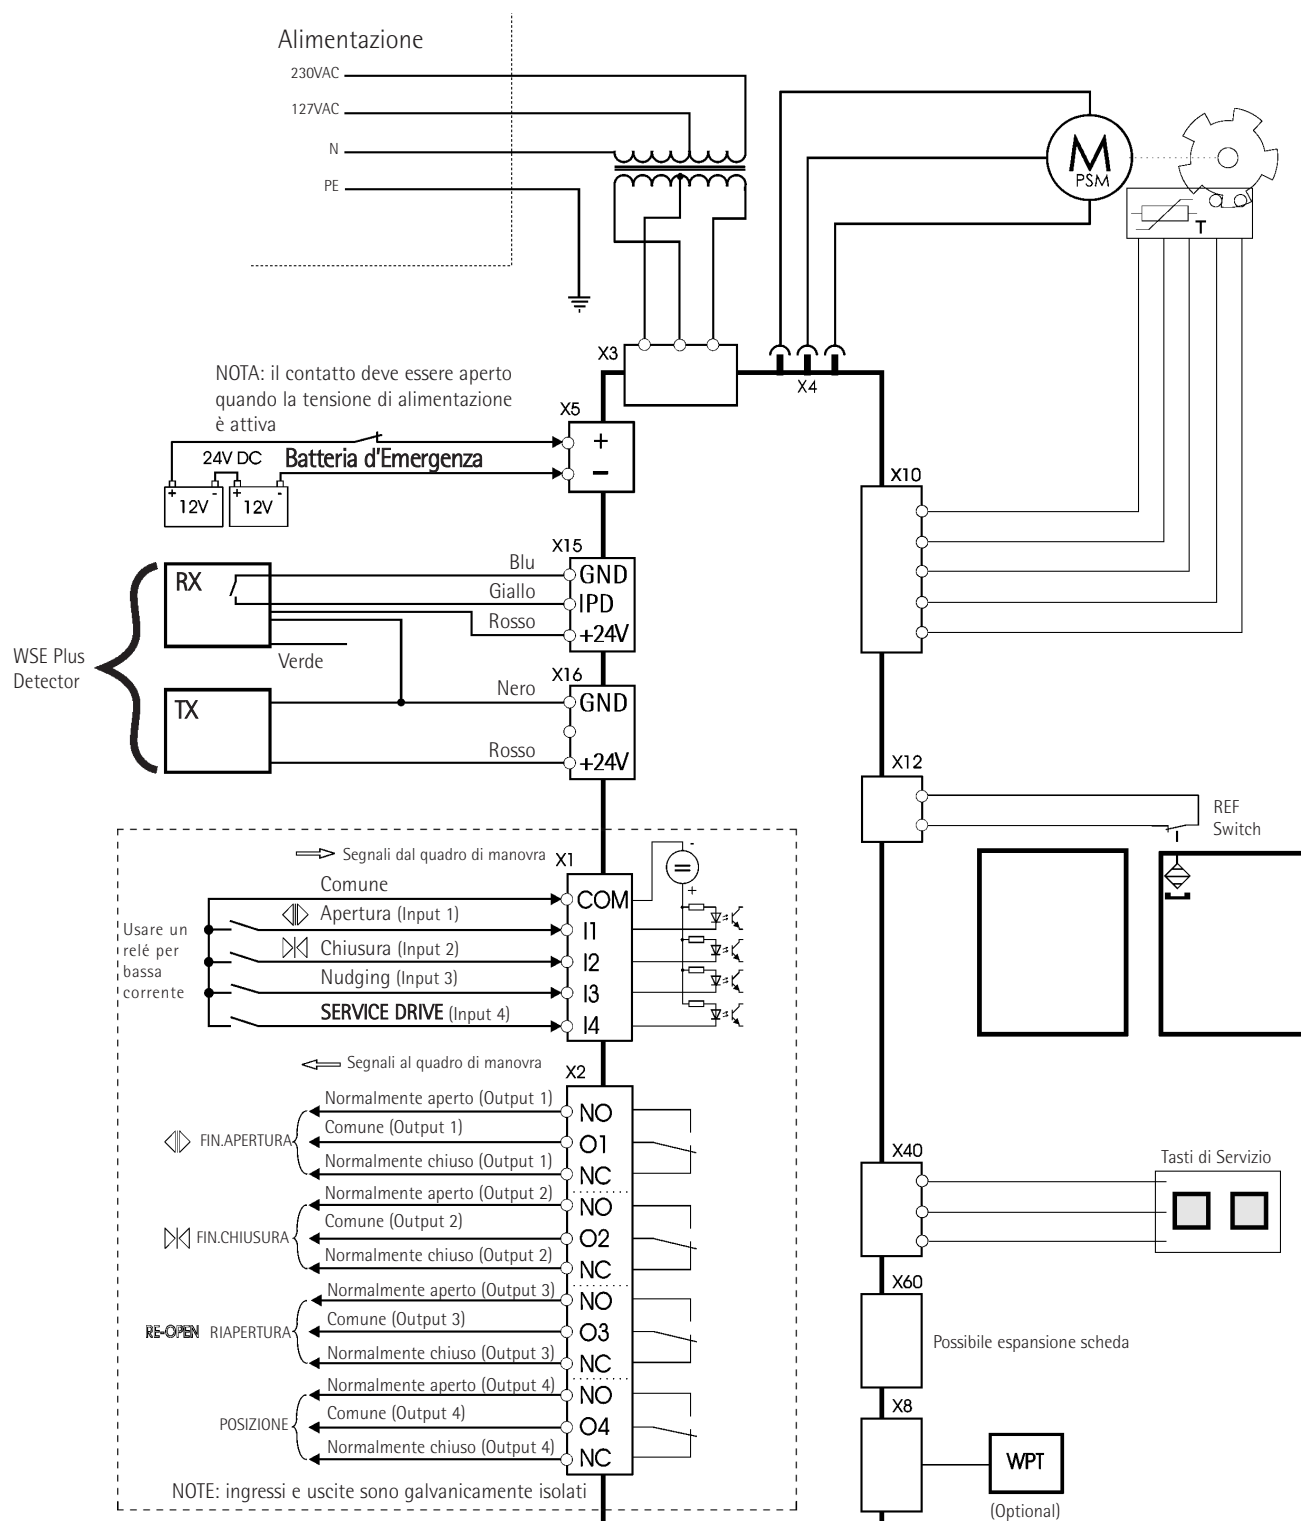 Alimentazione
230VAC
127VAC
N
PE
M
PSM
T
X3
X4
NOTA: il contatto deve essere aperto
quando la tensione di alimentazione
è attiva
X5
+
−
24V DC
Batteria d'Emergenza
+ -
12V
+ -
12V
X10
X15
RX
Blu
GND
Giallo
IPD
Rosso
+24V
Verde
WSE Plus
Detector
X16
TX
Nero
GND
Rosso
+24V
X12
REF
Switch
Segnali dal quadro di manovra
X1
-
=
+
Comune
COM
Apertura (Input 1)
I1
Usare un
relé per
bassa
corrente
Chiusura (Input 2)
I2
Nudging (Input 3)
I3
SERVICE DRIVE (Input 4)
I4
Segnali al quadro di manovra
X2
Normalmente aperto (Output 1)
NO
FIN.APERTURA
Comune (Output 1)
O1
Normalmente chiuso (Output 1)
NC
Normalmente aperto (Output 2)
NO
FIN.CHIUSURA
Comune (Output 2)
O2
Normalmente chiuso (Output 2)
NC
Normalmente aperto (Output 3)
NO
RE-OPEN RIAPERTURA
Comune (Output 3)
O3
Normalmente chiuso (Output 3)
NC
Normalmente aperto (Output 4)
NO
POSIZIONE
Comune (Output 4)
O4
Normalmente chiuso (Output 4)
NC
NOTE: ingressi e uscite sono galvanicamente isolati
X40
Tasti di Servizio
X60
Possibile espansione scheda
X8
WPT
(Optional)